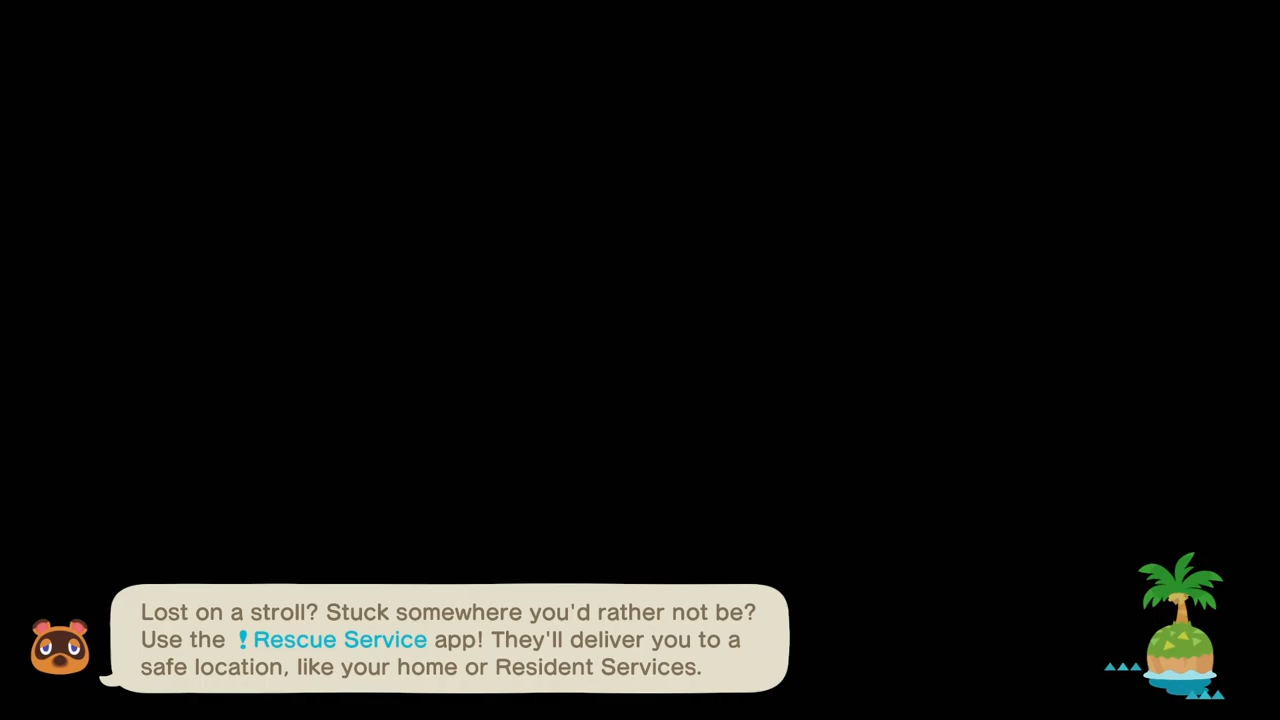 Lost on a stroll? Stuck somewhere you'd rather not be?
Use the ! Rescue Service app! They'll deliver you to a
safe location, like your home or Resident Services.